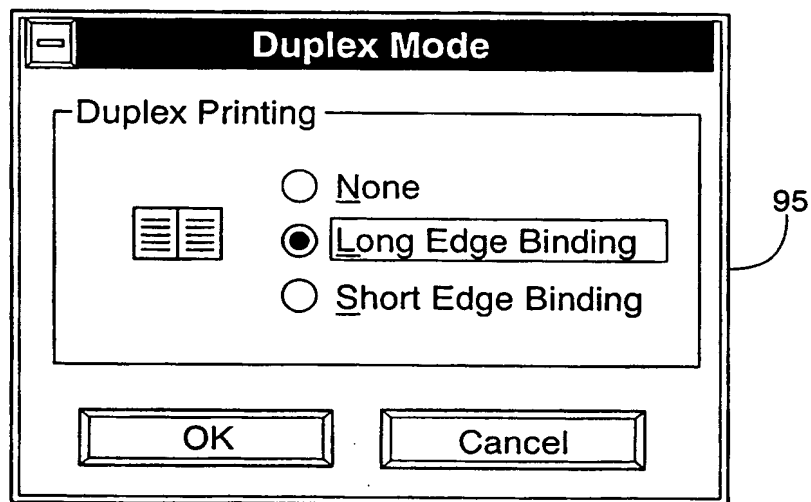 Duplex Mode
Duplex Printing
None
Long Edge Binding
Short Edge Binding
95
OK
Cancel